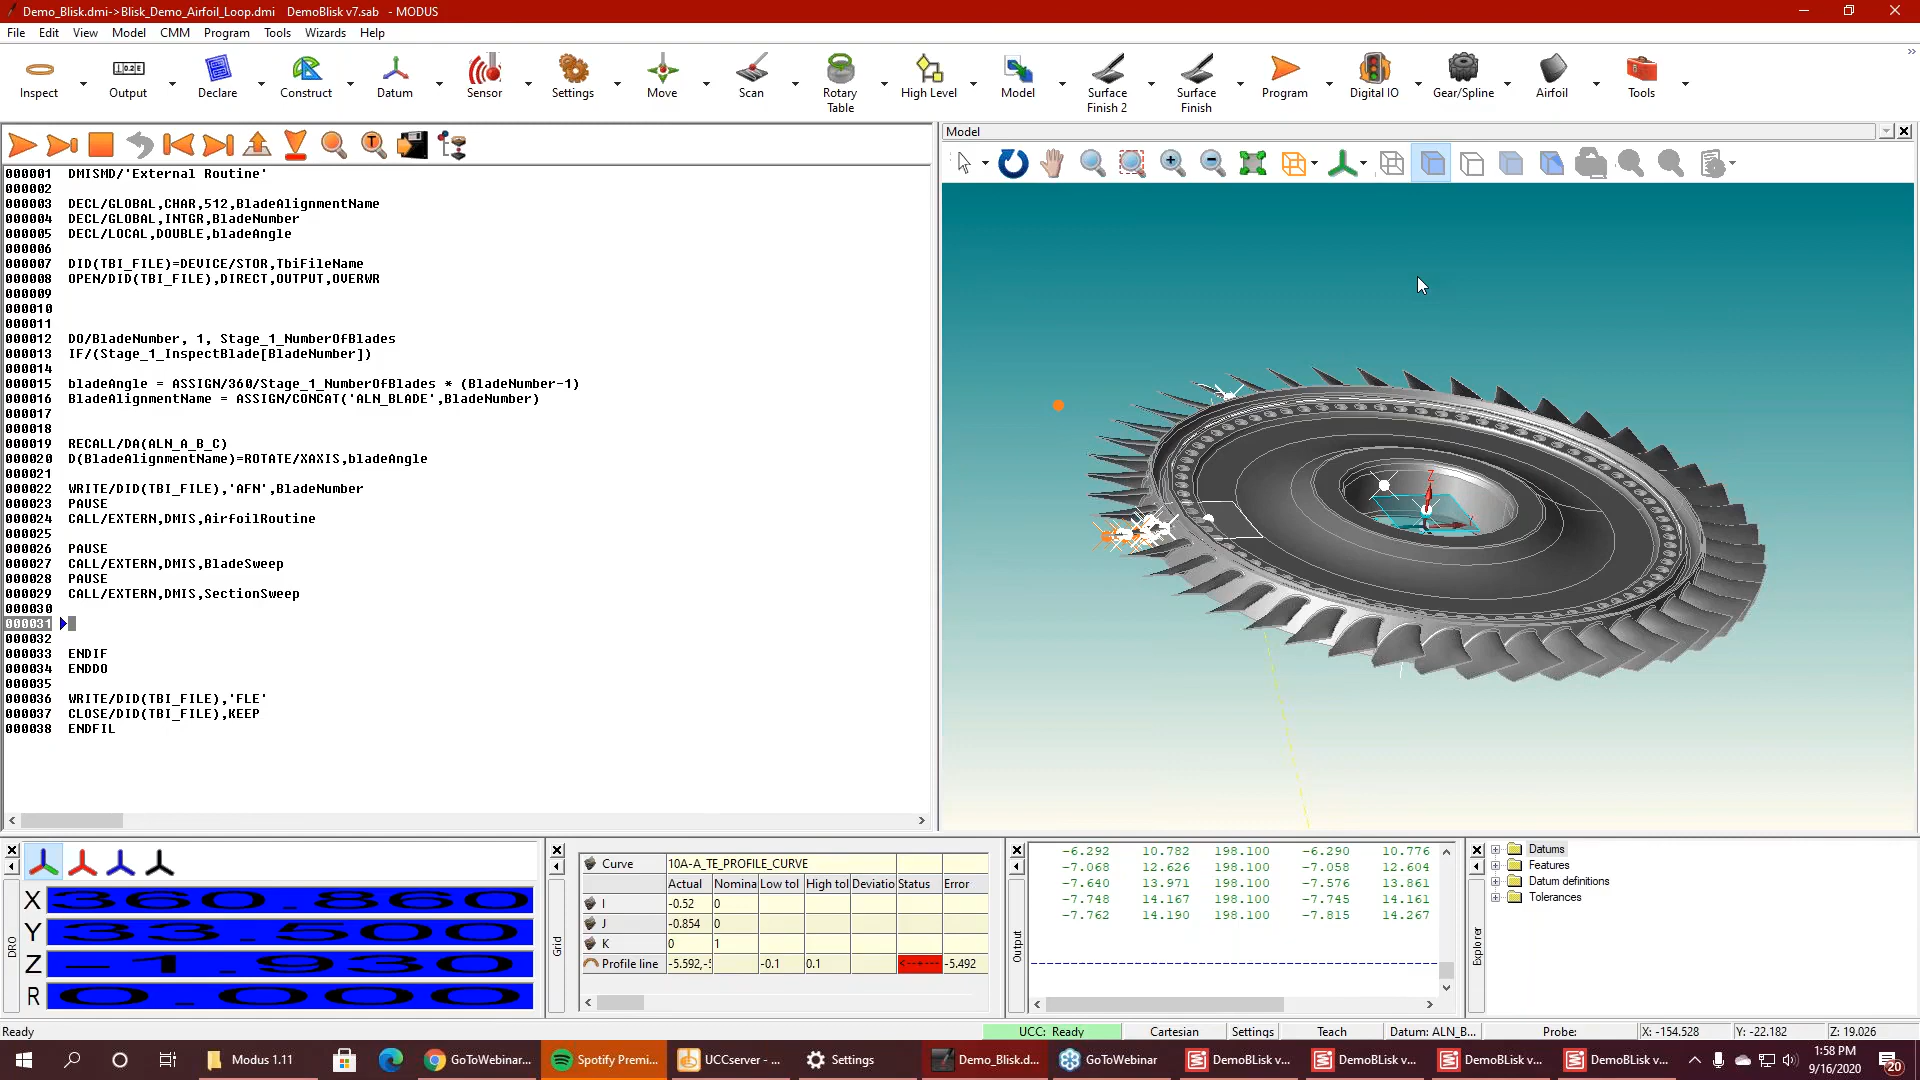 Demo_Blisk.dmi->Blisk_Demo_Airfoil_Loop.dmi    DemoBlisk v7.sab   - MODUS
File Edit View Model CMM Program Tools Wizards Help
Inspect Output Declare Construct Datum Sensor Settings Move Scan Rotary Table High Level Model Surface Finish 2 Surface Finish Program Digital IO Gear/Spline Airfoil Tools
Model
000001 DMISMD/'External Routine'
000002
000003 DECL/GLOBAL,CHAR,512,BladeAlignmentName
000004 DECL/GLOBAL,INTGR,BladeNumber
000005 DECL/LOCAL,DOUBLE,bladeAngle
000006
000007 DID(TBI_FILE)=DEVICE/STOR,TbiFileName
000008 OPEN/DID(TBI_FILE),DIRECT,OUTPUT,OVERWR
000009
000010
000011
000012 DO/BladeNumber, 1, Stage_1_NumberOfBlades
000013 IF/(Stage_1_InspectBlade[BladeNumber])
000014
000015 bladeAngle = ASSIGN/360/Stage_1_NumberOfBlades * (BladeNumber-1)
000016 BladeAlignmentName = ASSIGN/CONCAT('ALN_BLADE',BladeNumber)
000017
000018
000019 RECALL/DA(ALN_A_B_C)
000020 D(BladeAlignmentName)=ROTATE/XAXIS,bladeAngle
000021
000022 WRITE/DID(TBI_FILE),'AFN',BladeNumber
000023 PAUSE
000024 CALL/EXTERN,DMIS,AirfoilRoutine
000025
000026 PAUSE
000027 CALL/EXTERN,DMIS,BladeSweep
000028 PAUSE
000029 CALL/EXTERN,DMIS,SectionSweep
000030
000031
000032
000033 ENDIF
000034 ENDDO
000035
000036 WRITE/DID(TBI_FILE),'FLE'
000037 CLOSE/DID(TBI_FILE),KEEP
000038 ENDFIL
Z
DRO
X 360.860
Y 33.500
Z -1.930
R 0.000
Grid
Curve 10A-A_TE_PROFILE_CURVE
Actual Nomina Low tol High tol Deviatio Status Error
I -0.52 0
J -0.854 0
K 0 1
Profile line -5.592,-5 -0.1 0.1 <------- -5.492
Output
-6.292 10.782 198.100 -6.290 10.776
-7.068 12.626 198.100 -7.058 12.604
-7.640 13.971 198.100 -7.576 13.861
-7.748 14.167 198.100 -7.745 14.161
-7.762 14.190 198.100 -7.815 14.267
Explorer
Datums
Features
Datum definitions
Tolerances
Ready UCC: Ready Cartesian Settings Teach Datum: ALN_B... Probe: X: -154.528 Y: -22.182 Z: 19.026
Modus 1.11 GoToWebinar... Spotify Premi... UCCserver - ... Settings Demo_Blisk.d... GoToWebinar DemoBLisk v... DemoBLisk v... DemoBLisk v... DemoBLisk v... 1:58 PM
9/16/2020 20